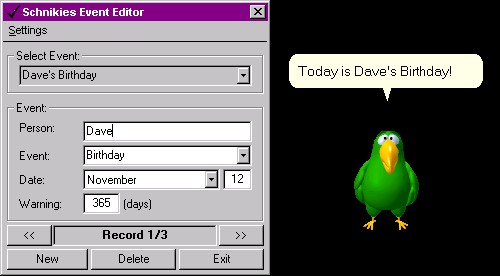 Schnikies Event Editor
Settings
Select Event:
Dave's Birthday
Event:
Person: Dave
Event: Birthday
Date: November 12
Warning: 365 (days)
<< Record 1/3 >>
New Delete Exit
Today is Dave's Birthday!